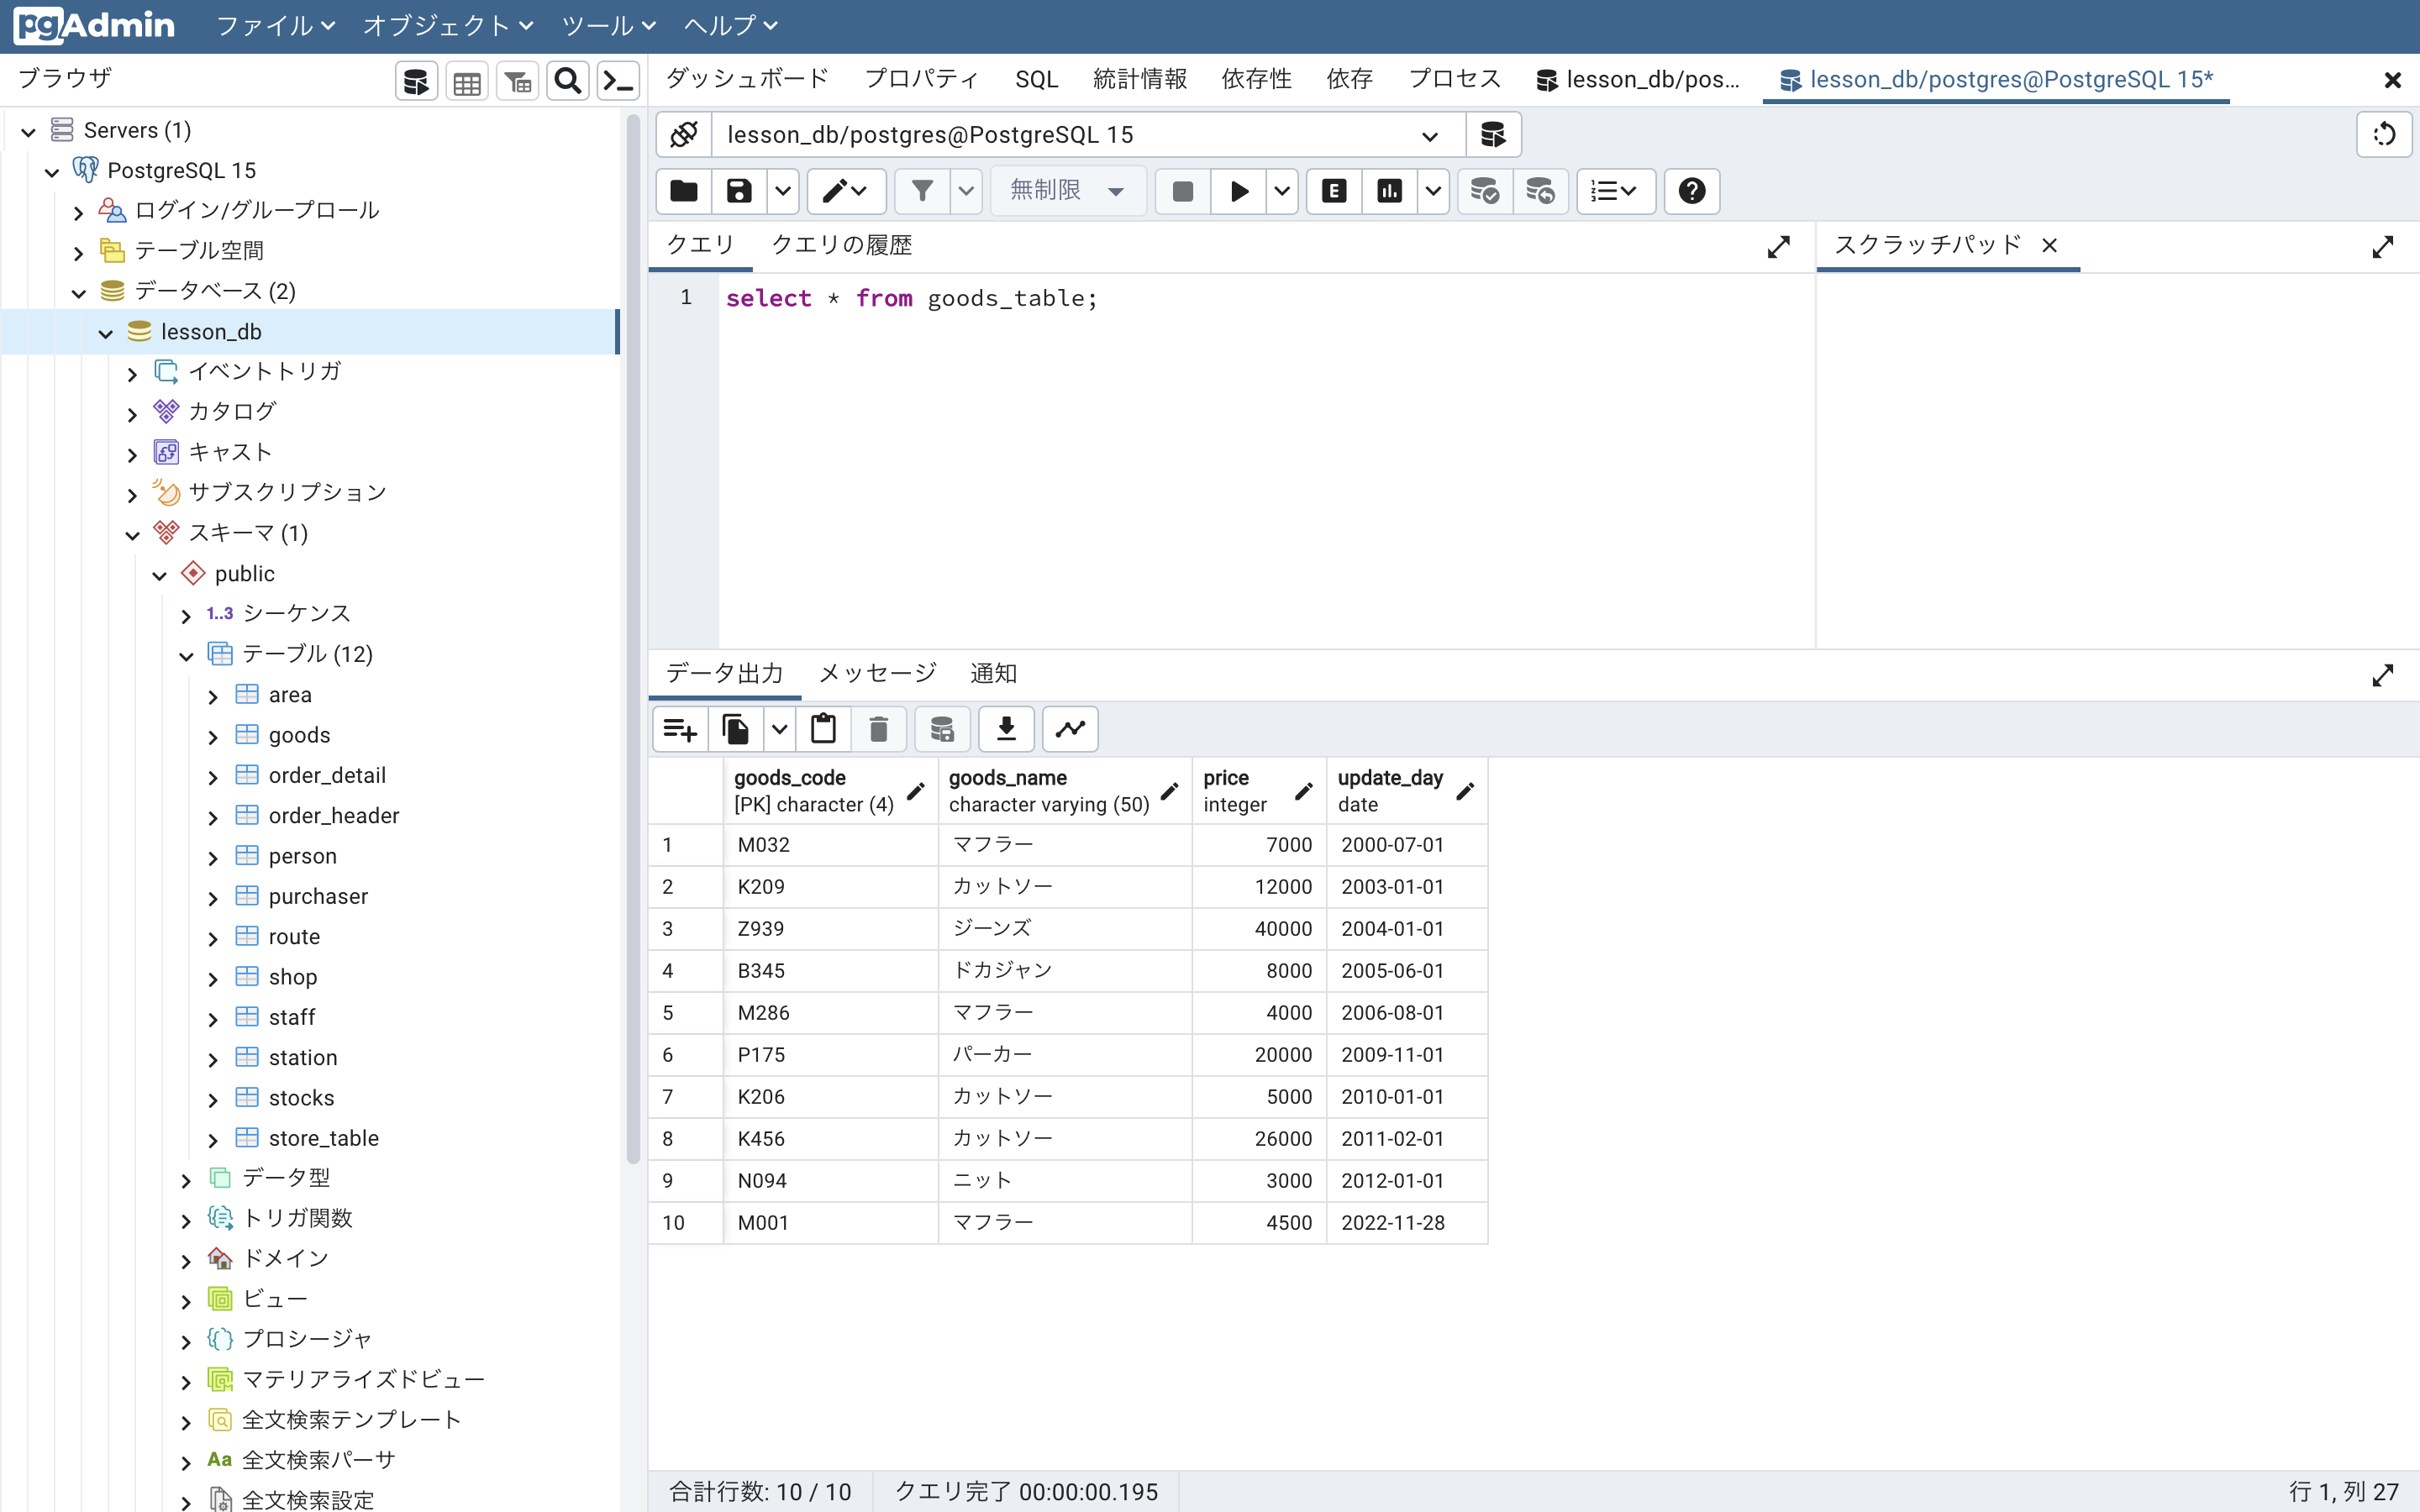 pgAdmin ファイル オブジェクト ツール ヘルプ
ブラウザ
ダッシュボード プロパティ SQL 統計情報 依存性 依存 プロセス lesson_db/pos... lesson_db/postgres@PostgreSQL 15*
Servers (1)
PostgreSQL 15
ログイン/グループロール
テーブル空間
データベース (2)
lesson_db
イベントトリガ
カタログ
キャスト
サブスクリプション
スキーマ (1)
public
1..3 シーケンス
テーブル (12)
area
goods
order_detail
order_header
person
purchaser
route
shop
staff
station
stocks
store_table
データ型
トリガ関数
ドメイン
ビュー
プロシージャ
マテリアライズドビュー
全文検索テンプレート
Aa 全文検索パーサ
全文検索設定
lesson_db/postgres@PostgreSQL 15
無制限 E
クエリ クエリの履歴 スクラッチパッド
1 select * from goods_table;
データ出力 メッセージ 通知
goods_code goods_name price update_day
[PK] character (4) character varying (50) integer date
1 M032 マフラー 7000 2000-07-01
2 K209 カットソー 12000 2003-01-01
3 Z939 ジーンズ 40000 2004-01-01
4 B345 ドカジャン 8000 2005-06-01
5 M286 マフラー 4000 2006-08-01
6 P175 パーカー 20000 2009-11-01
7 K206 カットソー 5000 2010-01-01
8 K456 カットソー 26000 2011-02-01
9 N094 ニット 3000 2012-01-01
10 M001 マフラー 4500 2022-11-28
合計行数: 10 / 10 クエリ完了 00:00:00.195 行 1, 列 27